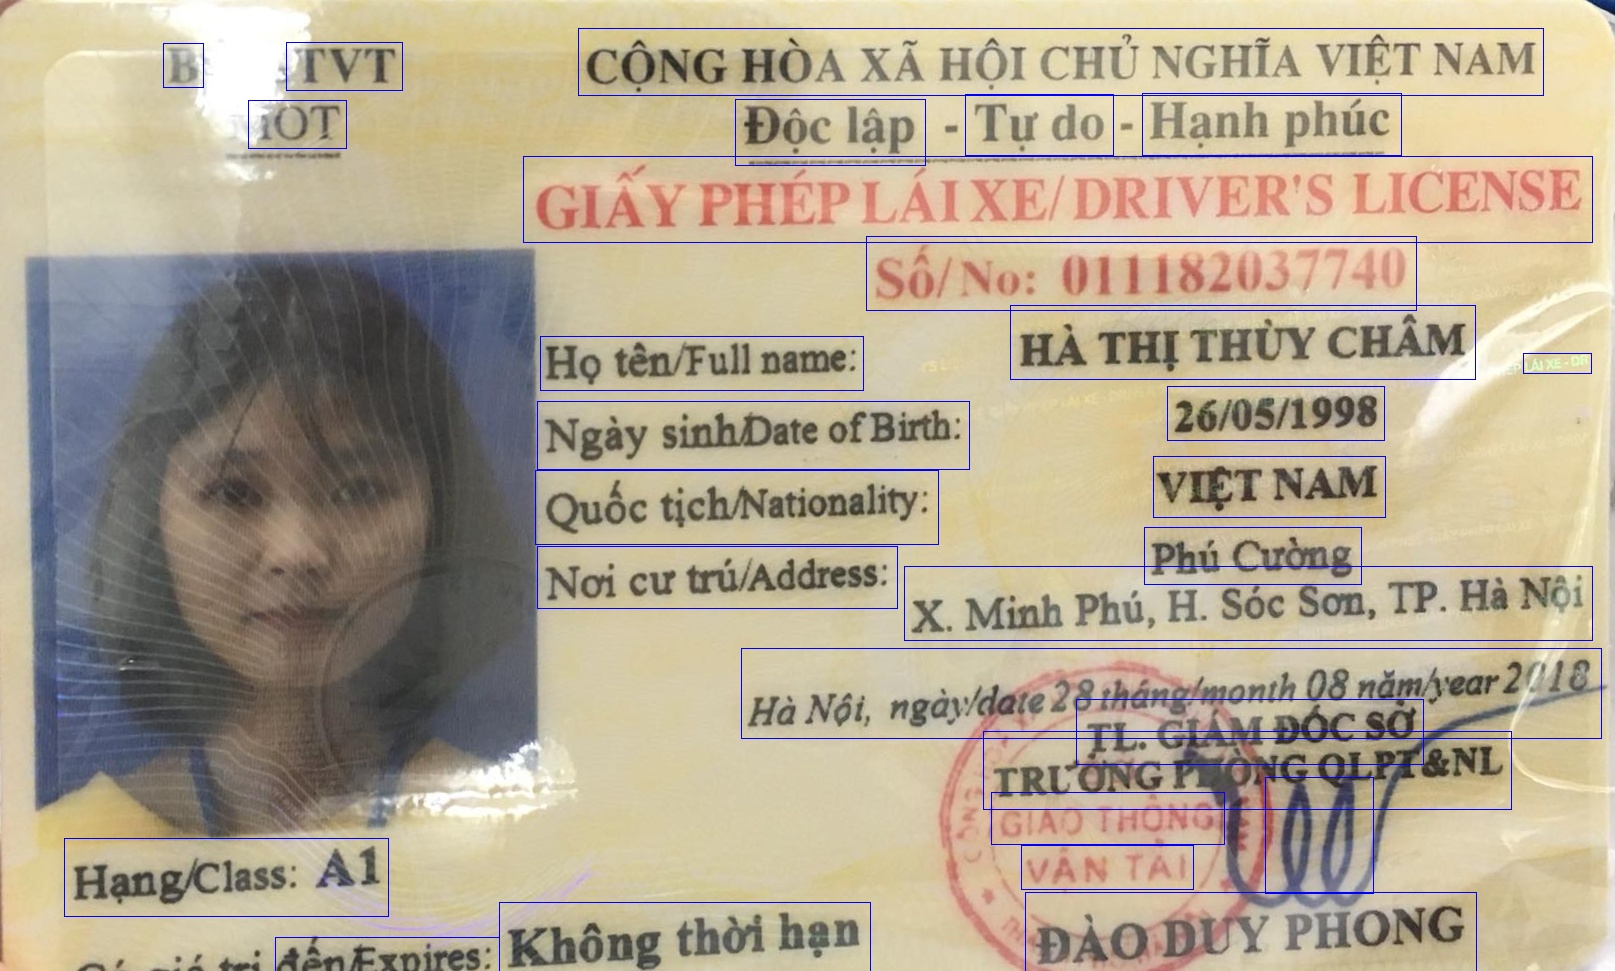 CỘNG HÒA XÃ HỘI CHỦ NGHĨA VIỆT NAM
MOT
Độc lập - Tự do - Hạnh phúc
GIẤY PHÉP LÁI XE/ DRIVER'S LICENSE
Số/ No: 011182037740
Họ tên/Full name: HÀ THỊ THÙY CHÂM
Ngày sinh/Date of Birth: 26/05/1998
Quốc tịch/Nationality: VIỆT NAM
Nơi cư trú/Address: Phú Cường
X. Minh Phú, H. Sóc Sơn, TP. Hà Nội
Hà Nội, ngày/date 28 tháng/month 08 năm/year 2018
TL. GIÁM ĐỐC SỞ
TRƯỞNG PHÒNG QLPT&NL
GIAO THÔNG
VẬN TẢI
Hạng/Class: A1
ĐÀO DUY PHONG
Có giá trị đến/Expires: Không thời hạn